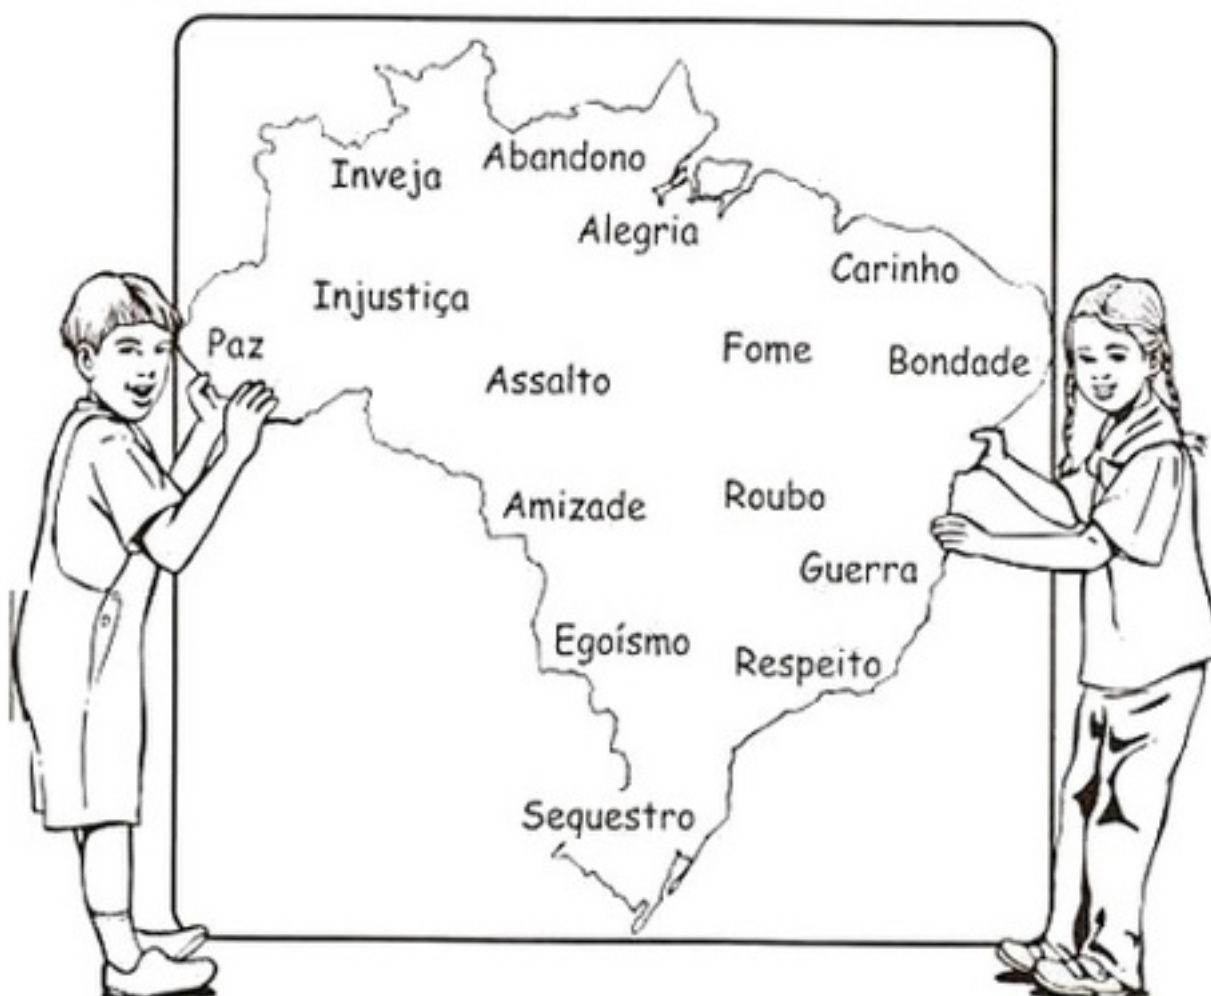 Abandono
Inveja
Alegria
Carinho
Injustiça
Paz
Fome
Bondade
Assalto
Roubo
Amizade
Guerra
Egoísmo
Respeito
Sequestro